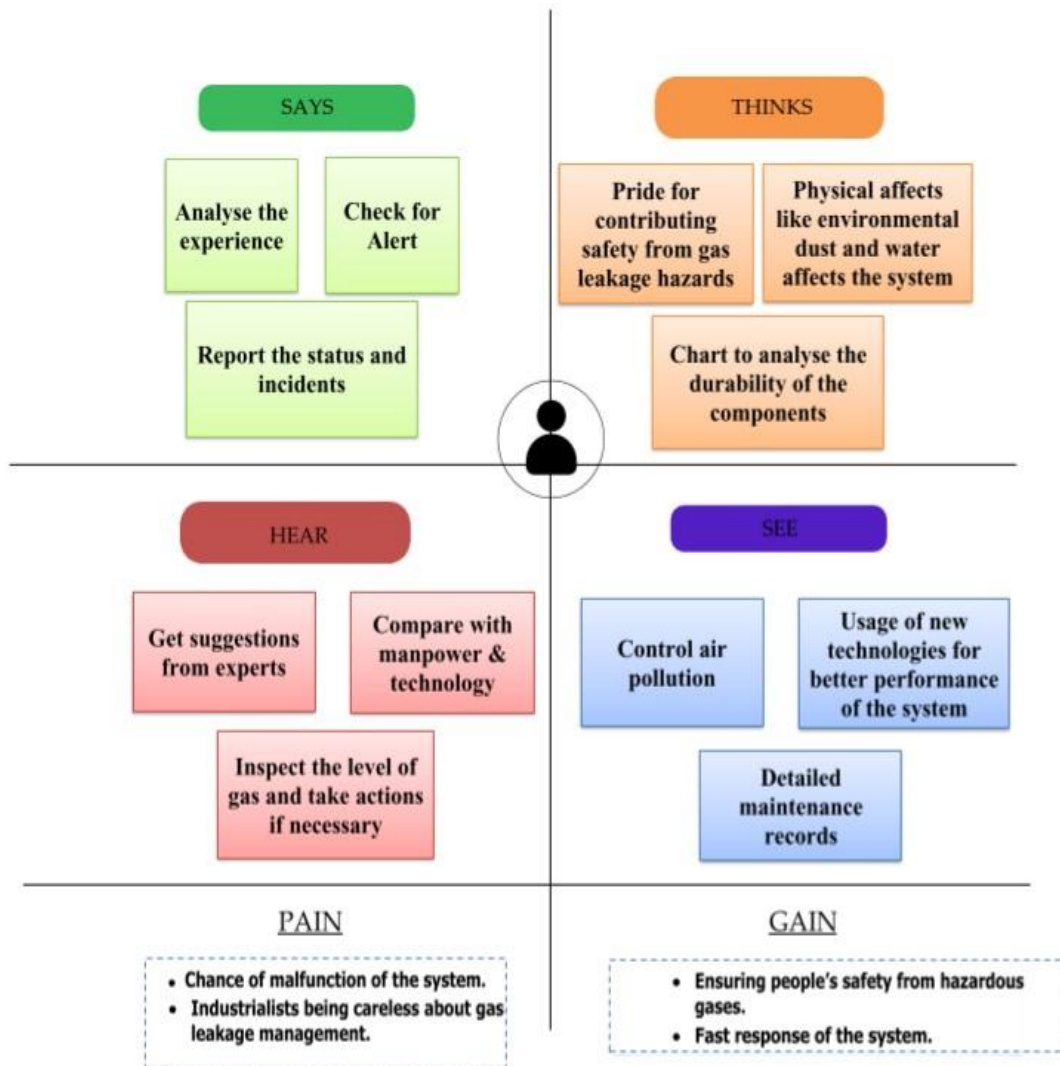 SAYS
Analyse the
experience
Check for
Alert
Report the status and
incidents
THINKS
Pride for
contributing
safety from gas
leakage hazards
Physical affects
like environmental
dust and water
affects the system
Chart to analyse the
durability of the
components
HEAR
Get suggestions
from experts
Compare with
manpower &
technology
Inspect the level of
gas and take actions
if necessary
SEE
Control air
pollution
Usage of new
technologies for
better performance
of the system
Detailed
maintenance
records
PAIN
• Chance of malfunction of the system.
• Industrialists being careless about gas
leakage management.
GAIN
• Ensuring people's safety from hazardous
gases.
• Fast response of the system.